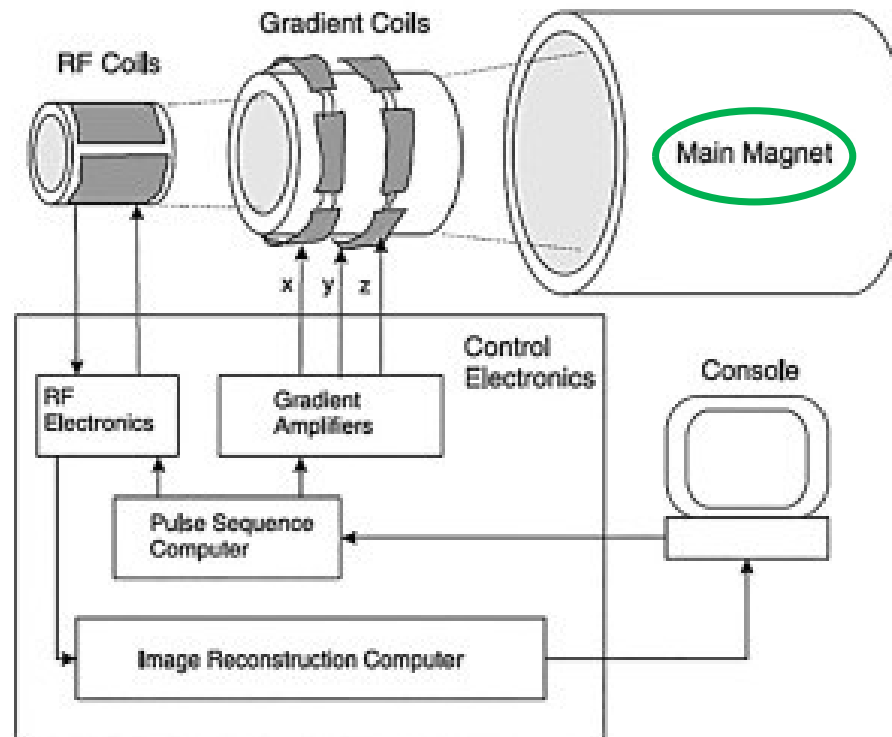 Gradient Coils
RF Coils
Main Magnet
x
y
z
Control
Electronics
Console
RF
Electronics
Gradient
Amplifiers
Pulse Sequence
Computer
Image Reconstruction Computer